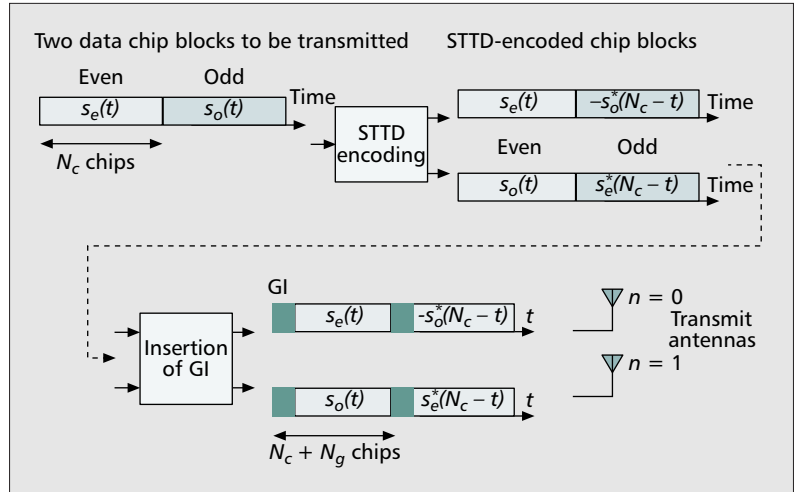 Two data chip blocks to be transmitted
STTD-encoded chip blocks
Even Odd
s_e(t) s_o(t) Time
N_c chips
STTD
encoding
s_e(t) –s_o^*(N_c – t) Time
Even Odd
s_o(t) s_e^*(N_c – t) Time
GI
Insertion
of GI
s_e(t) -s_o^*(N_c – t) t
s_o(t) s_e^*(N_c – t) t
N_c + N_g chips
n = 0
Transmit
antennas
n = 1